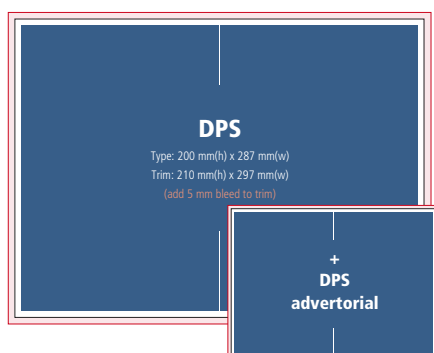 DPS
Type: 200 mm(h) x 287 mm(w)
Trim: 210 mm(h) x 297 mm(w)
(add 5 mm bleed to trim)
+
DPS
advertorial